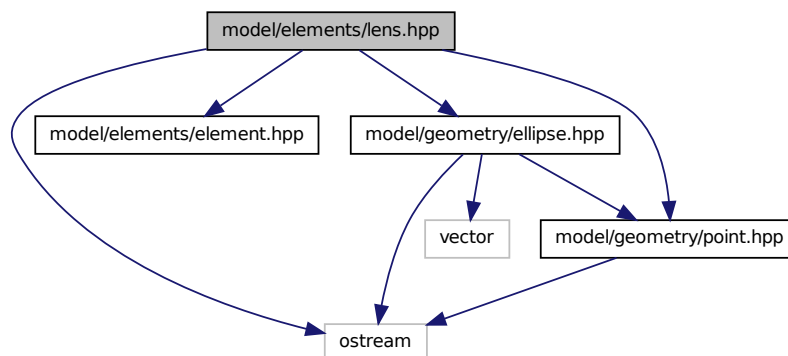 model/elements/lens.hpp
model/elements/element.hpp
model/geometry/ellipse.hpp
vector
model/geometry/point.hpp
ostream